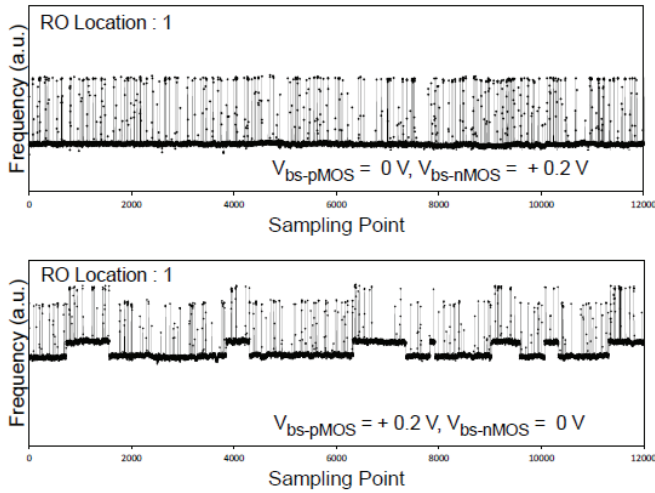 RO Location : 1
Frequency (a.u.)
V_bs-pMOS = 0 V, V_bs-nMOS = + 0.2 V
0 2000 4000 6000 8000 10000 12000
Sampling Point
RO Location : 1
Frequency (a.u.)
V_bs-pMOS = + 0.2 V, V_bs-nMOS = 0 V
0 2000 4000 6000 8000 10000 12000
Sampling Point